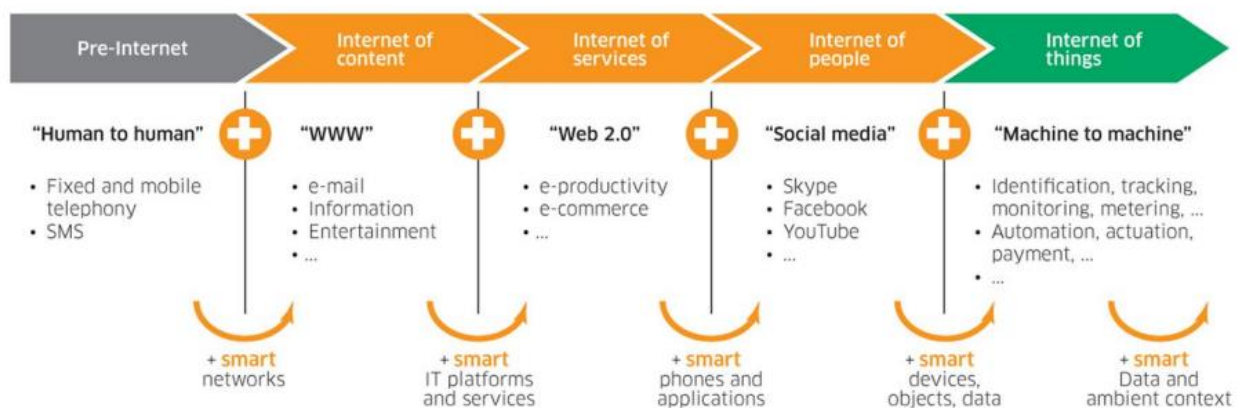 Pre-Internet
Internet of
content
Internet of
services
Internet of
people
Internet of
things
“Human to human”
• Fixed and mobile
telephony
• SMS
“WWW”
• e-mail
• Information
• Entertainment
• ...
“Web 2.0”
• e-productivity
• e-commerce
• ...
“Social media”
• Skype
• Facebook
• YouTube
• ...
“Machine to machine”
• Identification, tracking,
monitoring, metering, ...
• Automation, actuation,
payment, ...
• ...
+ smart
networks
+ smart
IT platforms
and services
+ smart
phones and
applications
+ smart
devices,
objects, data
+ smart
Data and
ambient context